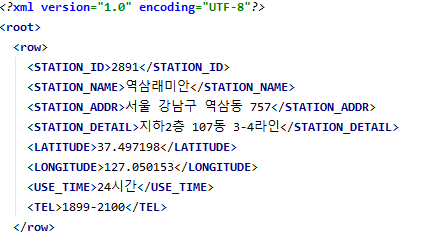 <?xml version="1.0" encoding="UTF-8"?>
<root>
<row>
<STATION_ID>2891</STATION_ID>
<STATION_NAME>역삼래미안</STATION_NAME>
<STATION_ADDR>서울 강남구 역삼동 757</STATION_ADDR>
<STATION_DETAIL>지하2층 107동 3-4라인</STATION_DETAIL>
<LATITUDE>37.497198</LATITUDE>
<LONGITUDE>127.050153</LONGITUDE>
<USE_TIME>24시간</USE_TIME>
<TEL>1899-2100</TEL>
</row>